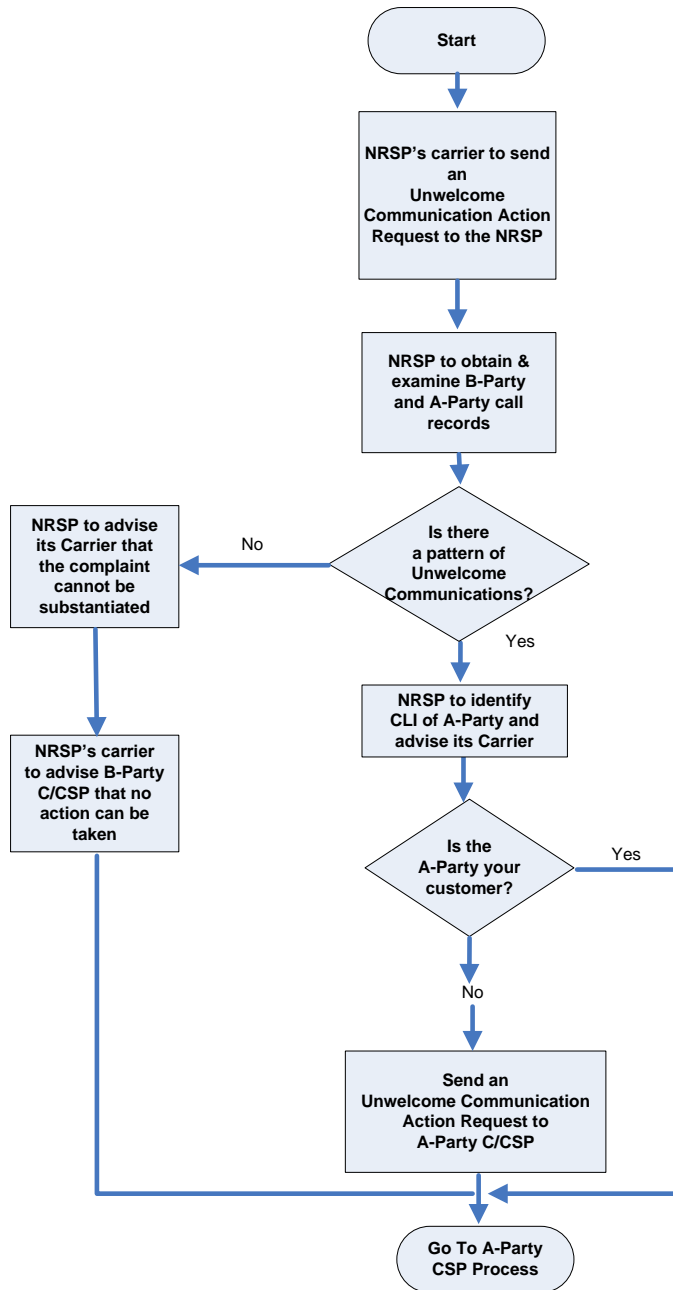 Start
NRSP's carrier to send
an
Unwelcome
Communication Action
Request to the NRSP
NRSP to obtain &
examine B-Party
and A-Party call
records
Is there
a pattern of
Unwelcome
Communications?
No
NRSP to advise
its Carrier that
the complaint
cannot be
substantiated
Yes
NRSP to identify
CLI of A-Party and
advise its Carrier
NRSP's carrier
to advise B-Party
C/CSP that no
action can be
taken
Is the
A-Party your
customer?
Yes
No
Send an
Unwelcome Communication
Action Request to
A-Party C/CSP
Go To A-Party
CSP Process